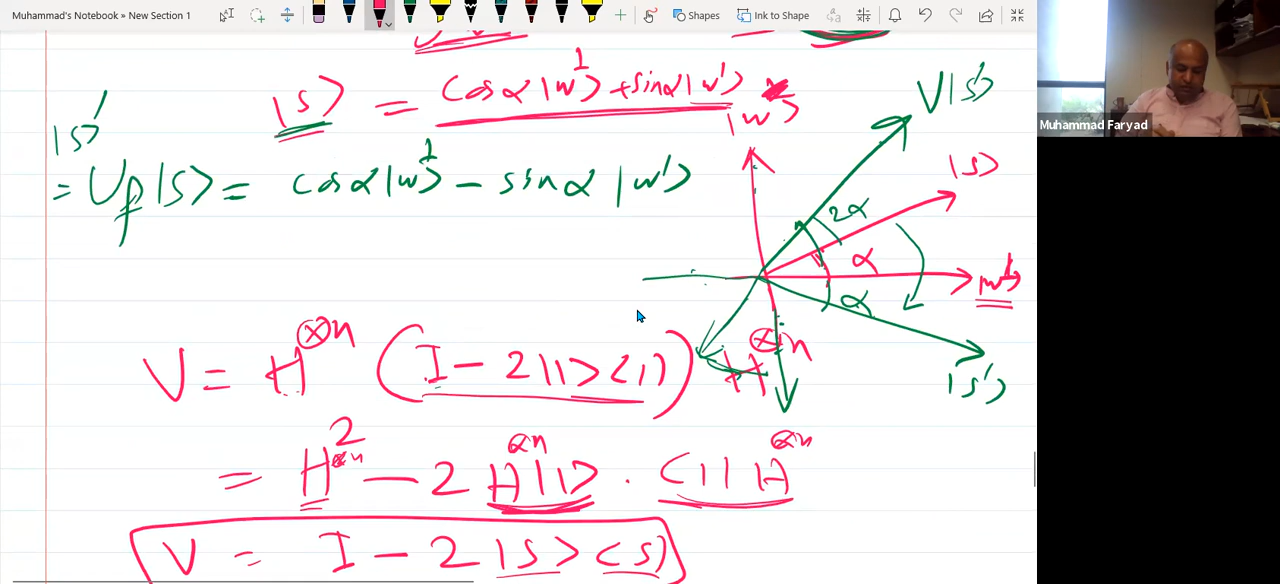 Muhammad's Notebook » New Section 1
Shapes
Ink to Shape
Muhammad Faryad
|s⟩ = cosα|w^⊥⟩ + sinα|w⟩
|s'⟩
= U_f|s⟩ = cosα|w^⊥⟩ − sinα|w⟩
|w⟩
V|s'⟩
|s⟩
2α
α
|w^⊥⟩
α
|s'⟩
V = H^⊗n (I − 2|1⟩⟨1|) H^⊗n
= H^2 ⊗n − 2 H^⊗n|1⟩ · ⟨1|H^⊗n
V = I − 2|s⟩⟨s|